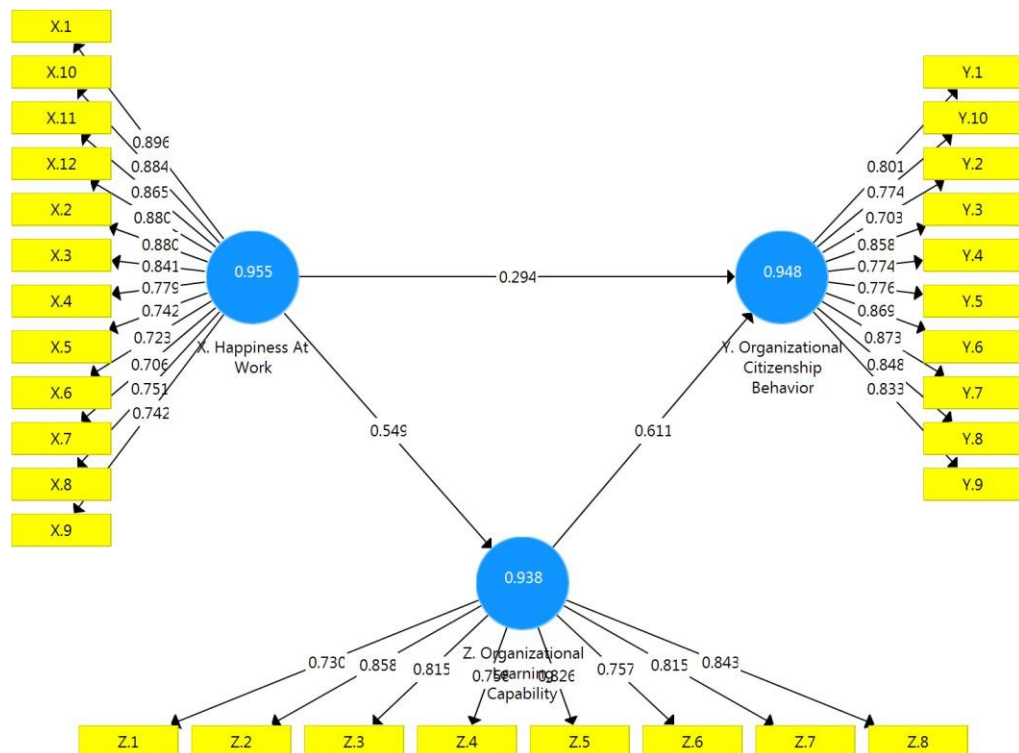 X.1
X.10
X.11
X.12
X.2
X.3
X.4
X.5
X.6
X.7
X.8
X.9
0.896
0.884
0.865
0.880
0.880
0.841
0.779
0.742
0.723
0.706
0.751
0.742
0.955
X. Happiness At
Work
0.294
0.549
0.611
0.948
Y. Organizational
Citizenship
Behavior
0.801
0.774
0.703
0.858
0.774
0.776
0.869
0.873
0.848
0.833
Y.1
Y.10
Y.2
Y.3
Y.4
Y.5
Y.6
Y.7
Y.8
Y.9
0.938
Z. Organizational
Learning
Capability
0.730
0.858
0.815
0.826
0.757
0.815
0.843
Z.1
Z.2
Z.3
Z.4
Z.5
Z.6
Z.7
Z.8